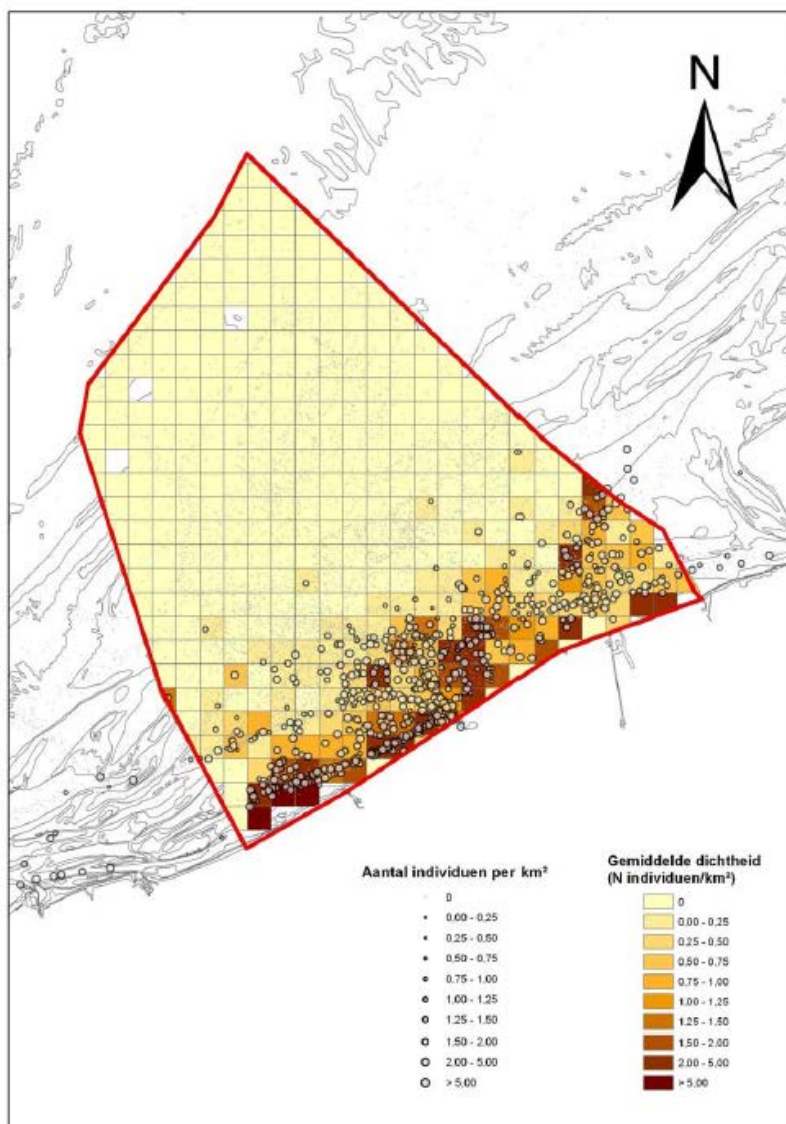 N
Aantal individuen per km²
0
0,00 - 0,25
0,25 - 0,50
0,50 - 0,75
0,75 - 1,00
1,00 - 1,25
1,25 - 1,50
1,50 - 2,00
2,00 - 5,00
> 5,00
Gemiddelde dichtheid
(N individuen/km²)
0
0,00 - 0,25
0,25 - 0,50
0,50 - 0,75
0,75 - 1,00
1,00 - 1,25
1,25 - 1,50
1,50 - 2,00
2,00 - 5,00
> 5,00